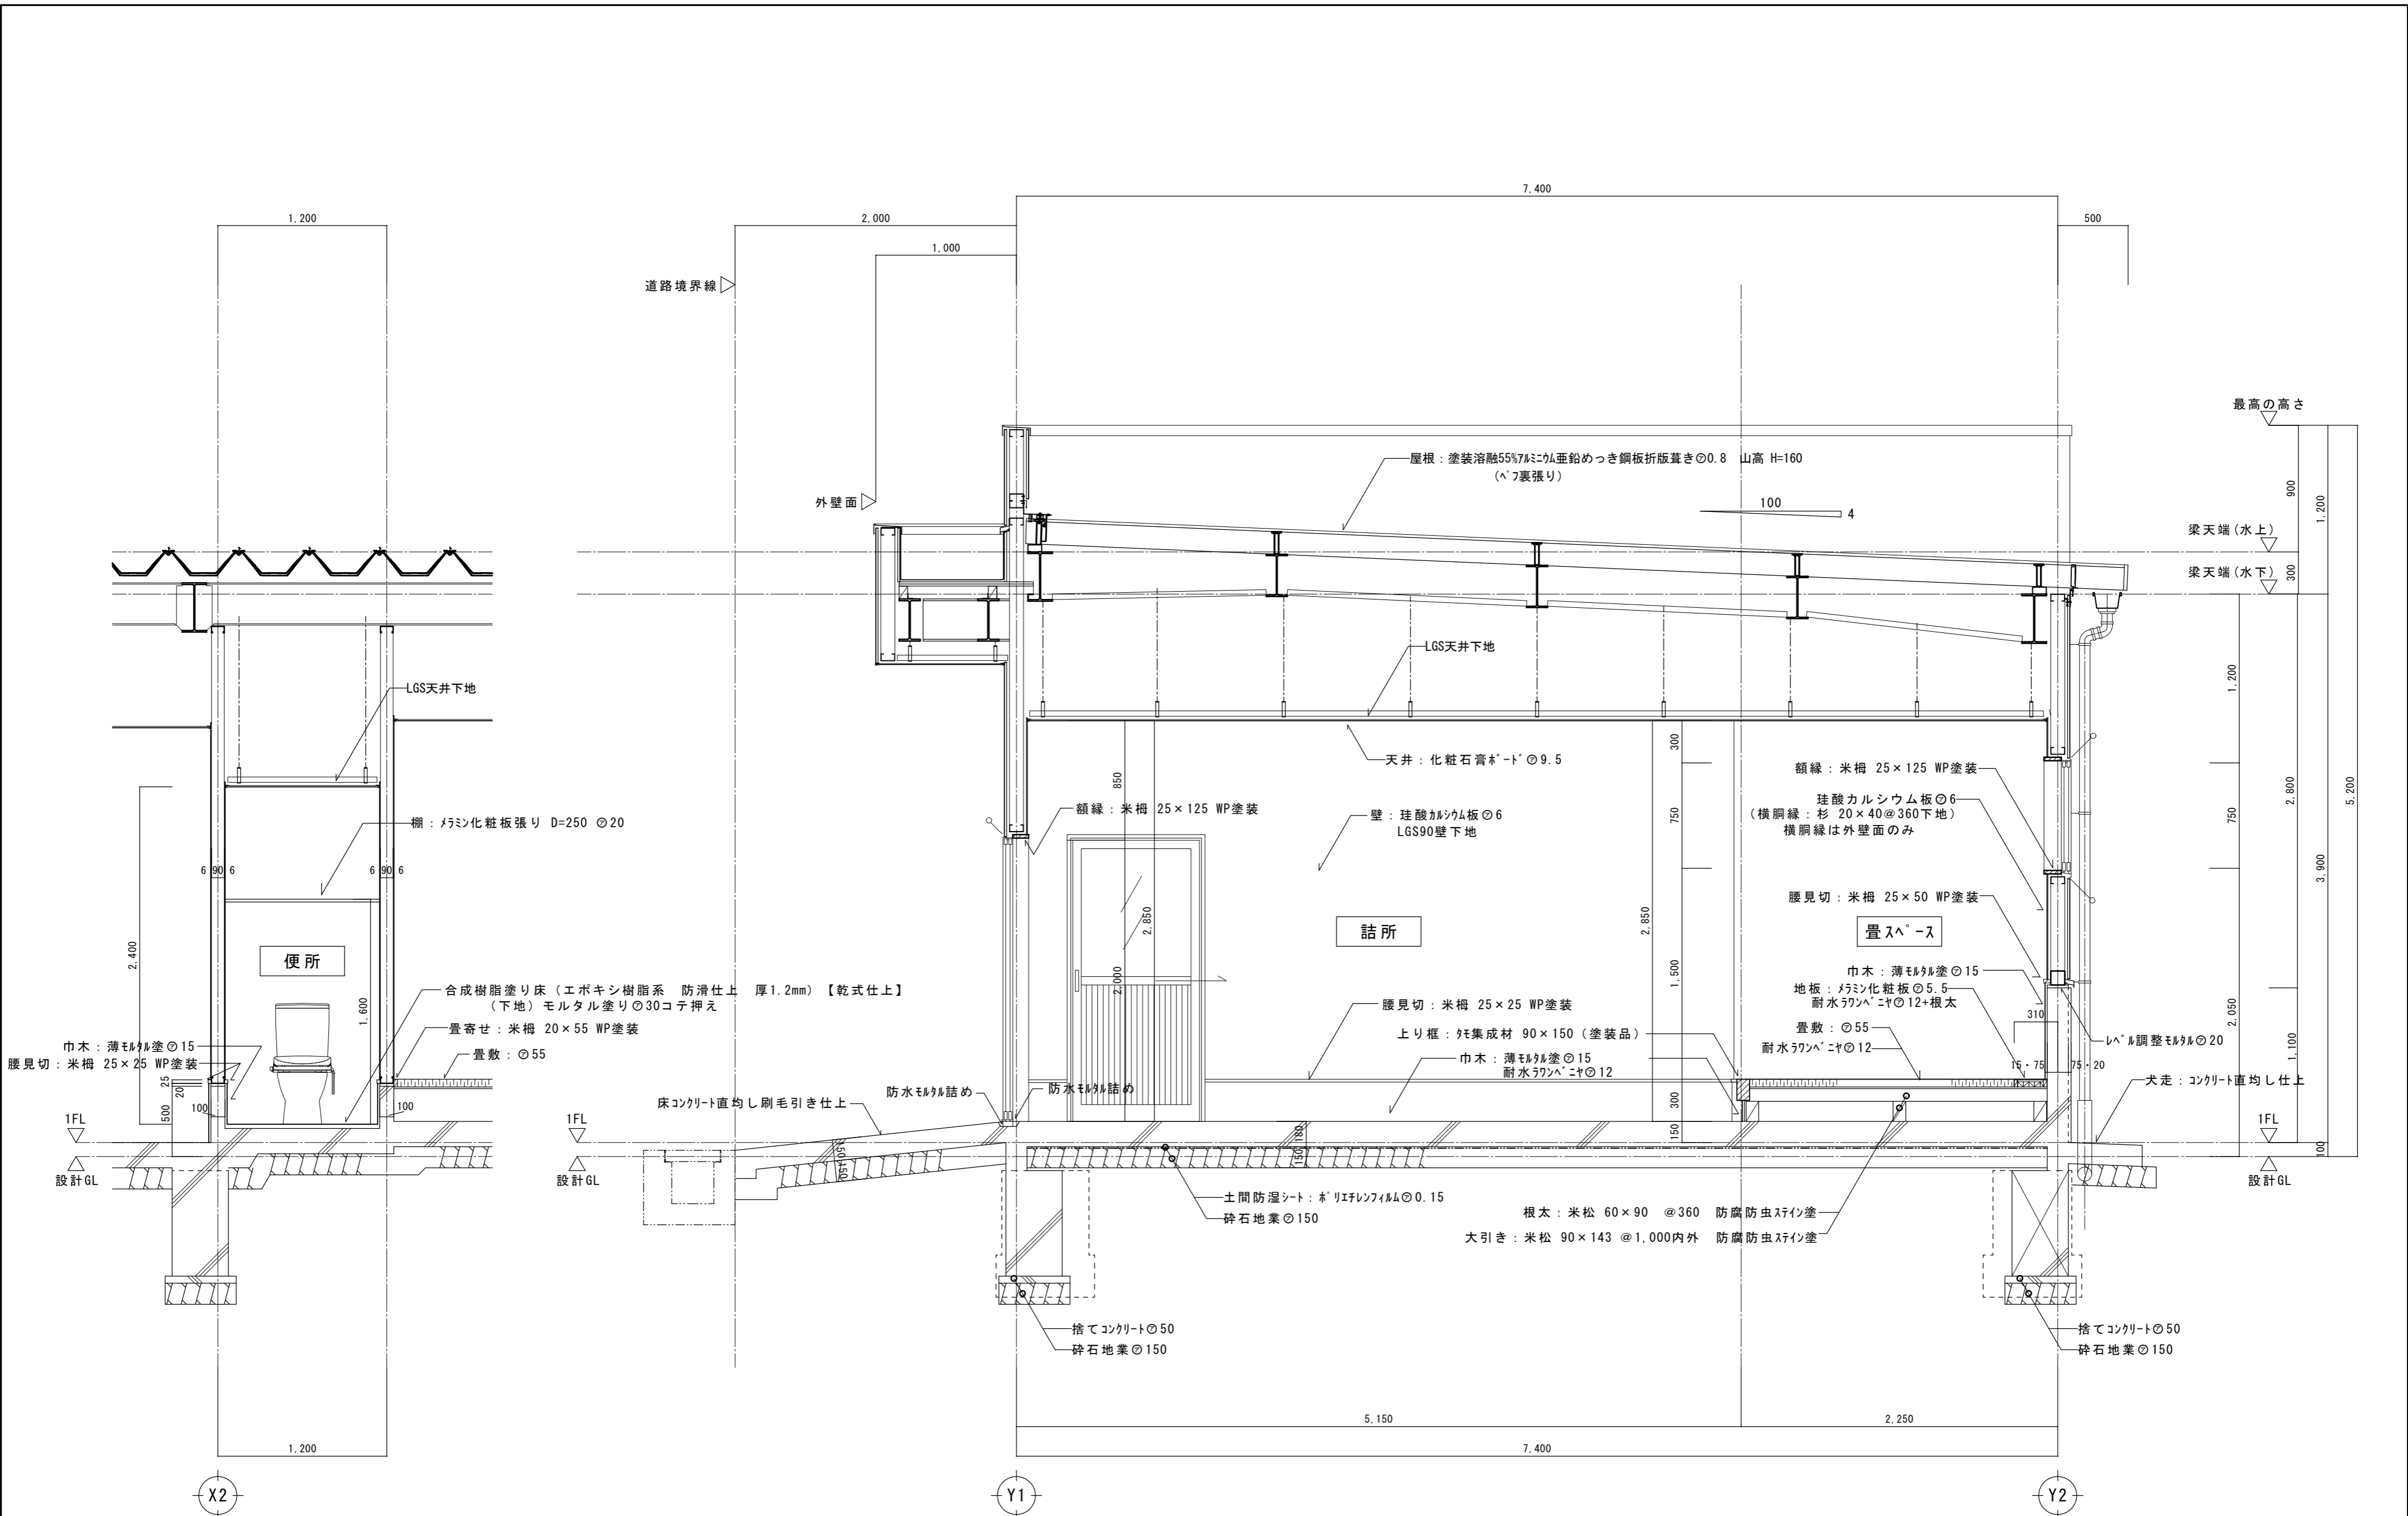 7,400
1,200
2,000
500
1,000
道路境界線
最高の高さ
屋根：塗装溶融55%ｱﾙﾐﾆｳﾑ亜鉛めっき鋼板折版葺き㋐0.8　山高 H=160
(ﾍﾟﾌ裏張り)
外壁面
100
4
900
1,200
梁天端(水上)
梁天端(水下)
300
LGS天井下地
LGS天井下地
1,200
300
天井：化粧石膏ﾎﾞｰﾄﾞ㋐9.5
850
額縁：米栂 25×125 WP塗装
額縁：米栂 25×125 WP塗装
珪酸カルシウム板㋐6
(横胴縁：杉 20×40@360下地)
横胴縁は外壁面のみ
750
750
2,800
5,200
棚：ﾒﾗﾐﾝ化粧板張り D=250 ㋐20
壁：珪酸ｶﾙｼｳﾑ板㋐6
LGS90壁下地
6 90 6
6 90 6
3,900
腰見切：米栂 25×50 WP塗装
2,850
2,850
詰所
畳ｽﾍﾟｰｽ
2,400
便所
巾木：薄ﾓﾙﾀﾙ塗㋐15
2,000
1,500
地板：ﾒﾗﾐﾝ化粧板㋐5.5
耐水ﾗﾜﾝﾍﾞﾆﾔ㋐12+根太
合成樹脂塗り床（エポキシ樹脂系　防滑仕上　厚1.2mm）【乾式仕上】
（下地）モルタル塗り㋐30コテ押え
1,600
腰見切：米栂 25×25 WP塗装
310
2,050
畳寄せ：米栂 20×55 WP塗装
上り框：ﾀﾓ集成材 90×150 (塗装品)
畳敷：㋐55
ﾚﾍﾞﾙ調整ﾓﾙﾀﾙ㋐20
巾木：薄ﾓﾙﾀﾙ塗㋐15
畳敷：㋐55
耐水ﾗﾜﾝﾍﾞﾆﾔ㋐12
1,100
腰見切：米栂 25×25 WP塗装
巾木：薄ﾓﾙﾀﾙ塗㋐15
耐水ﾗﾜﾝﾍﾞﾆﾔ㋐12
15・75
75・20
犬走：ｺﾝｸﾘｰﾄ直均し仕上
25
20
500
100
100
防水ﾓﾙﾀﾙ詰め
防水ﾓﾙﾀﾙ詰め
床ｺﾝｸﾘｰﾄ直均し刷毛引き仕上
300
150
1FL
1FL
1FL
180
150
150
150
100
設計GL
設計GL
設計GL
土間防湿ｼｰﾄ：ﾎﾟﾘｴﾁﾚﾝﾌｨﾙﾑ㋐0.15
砕石地業㋐150
根太：米松 60×90　@360　防腐防虫ｽﾃｲﾝ塗
大引き：米松 90×143 @1,000内外　防腐防虫ｽﾃｲﾝ塗
捨てｺﾝｸﾘｰﾄ㋐50
砕石地業㋐150
捨てｺﾝｸﾘｰﾄ㋐50
砕石地業㋐150
5,150
2,250
1,200
7,400
X2
Y1
Y2